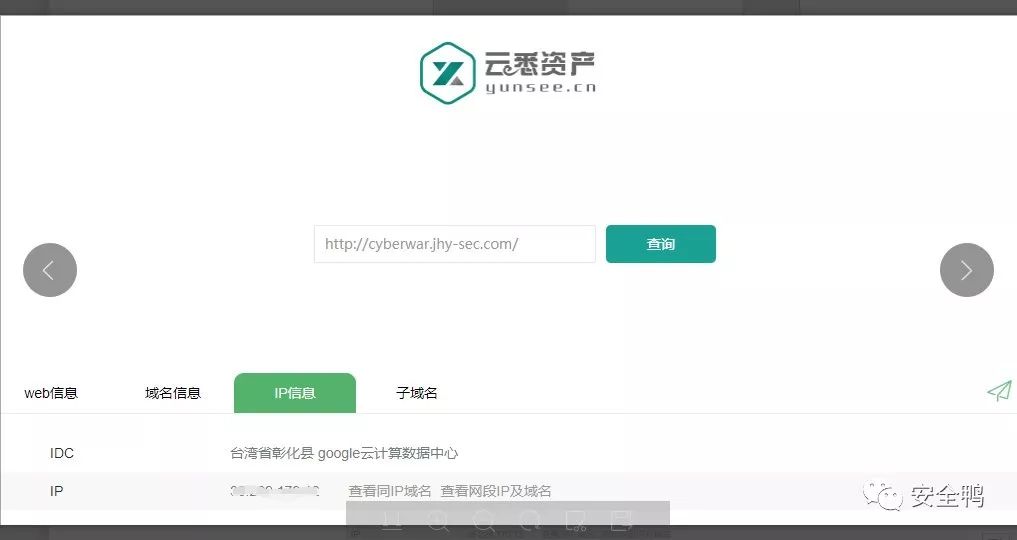 云悉资产
yunsee.cn
http://cyberwar.jhy-sec.com/
查询
web信息 域名信息 IP信息 子域名
IDC 台湾省彰化县 google云计算数据中心
IP 查看同IP域名 查看网段IP及域名
安全鸭